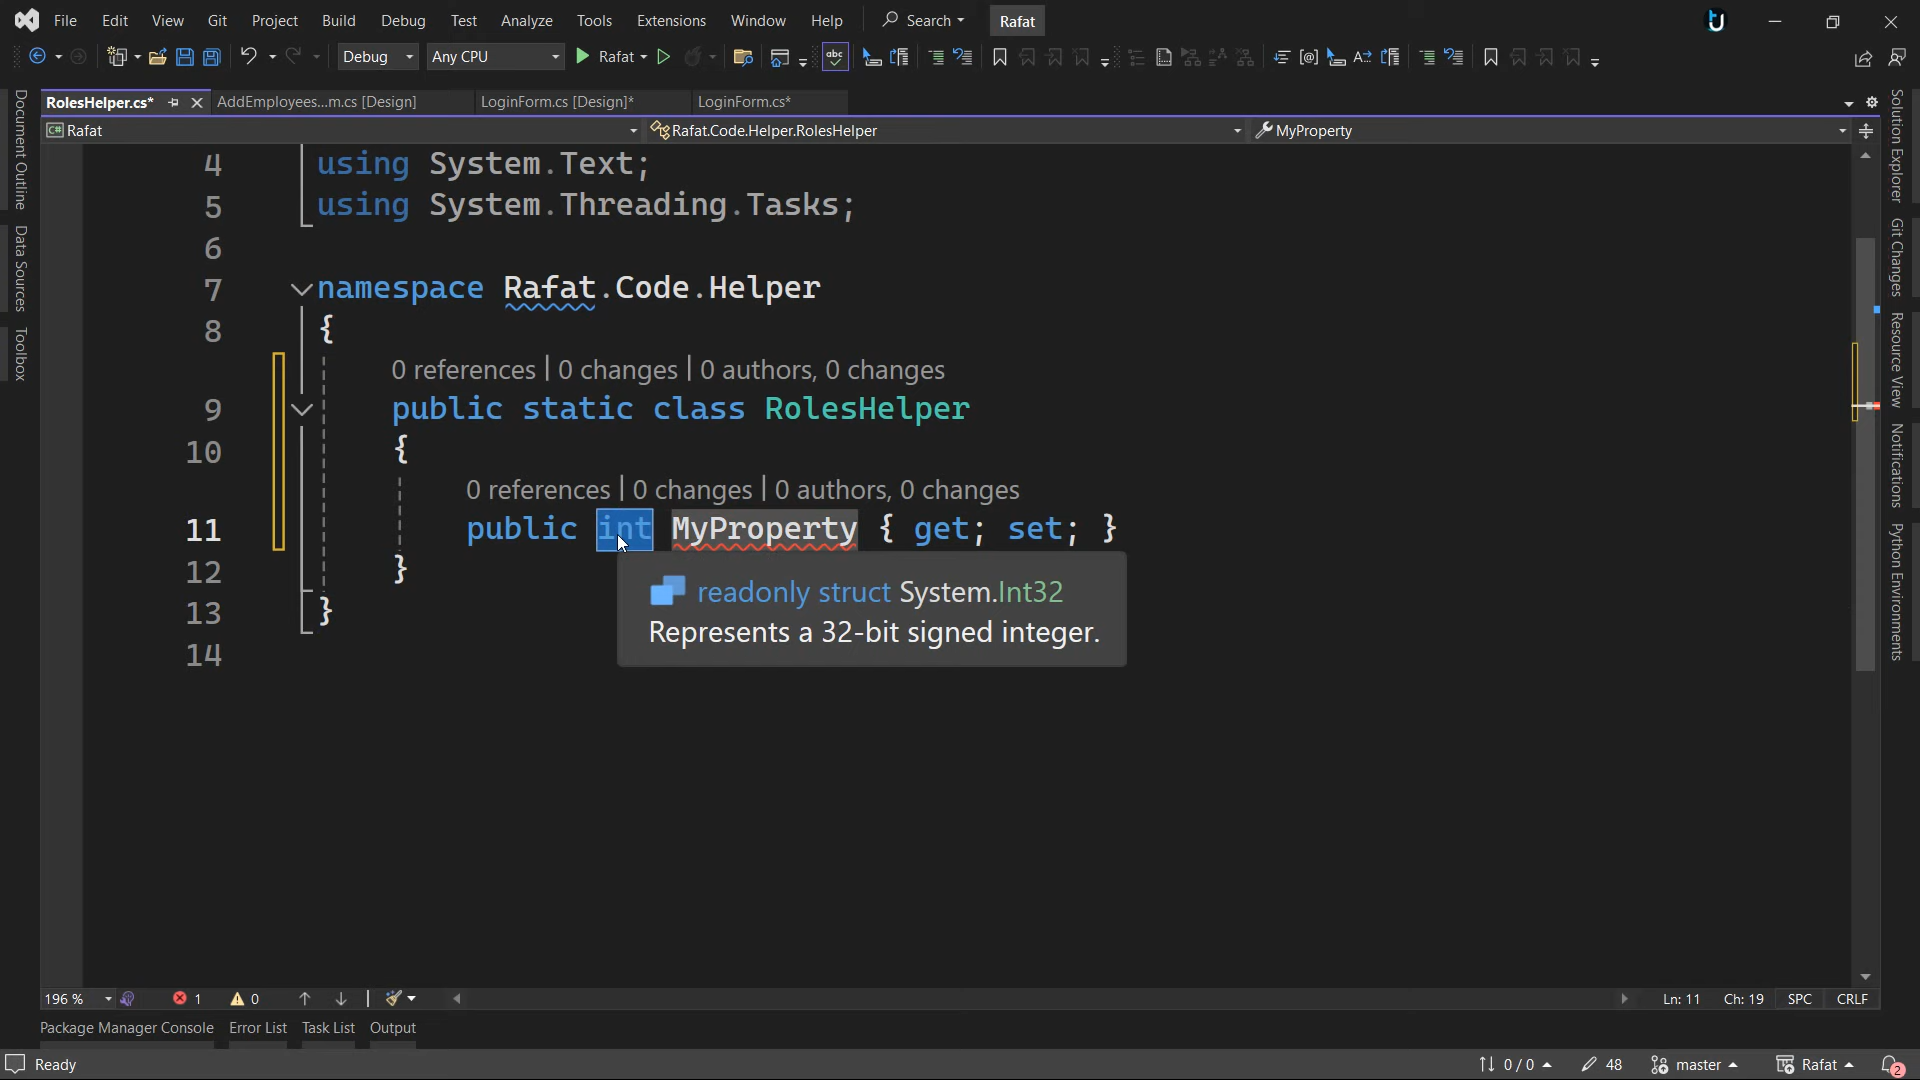 File Edit View Git Project Build Debug Test Analyze Tools Extensions Window Help Search Rafat
Debug Any CPU Rafat
RolesHelper.cs* AddEmployees...m.cs [Design] LoginForm.cs [Design]* LoginForm.cs*
C# Rafat Rafat.Code.Helper.RolesHelper MyProperty
4 using System.Text;
5 using System.Threading.Tasks;
6
7 namespace Rafat.Code.Helper
8 {
0 references | 0 changes | 0 authors, 0 changes
9 public static class RolesHelper
10 {
0 references | 0 changes | 0 authors, 0 changes
11 public int MyProperty { get; set; }
12 }
13 }
14
readonly struct System.Int32
Represents a 32-bit signed integer.
Document Outline
Data Sources
Toolbox
Solution Explorer
Git Changes
Resource View
Notifications
Python Environments
196 % 1 0 Ln: 11 Ch: 19 SPC CRLF
Package Manager Console Error List Task List Output
Ready 0 / 0 48 master Rafat 2